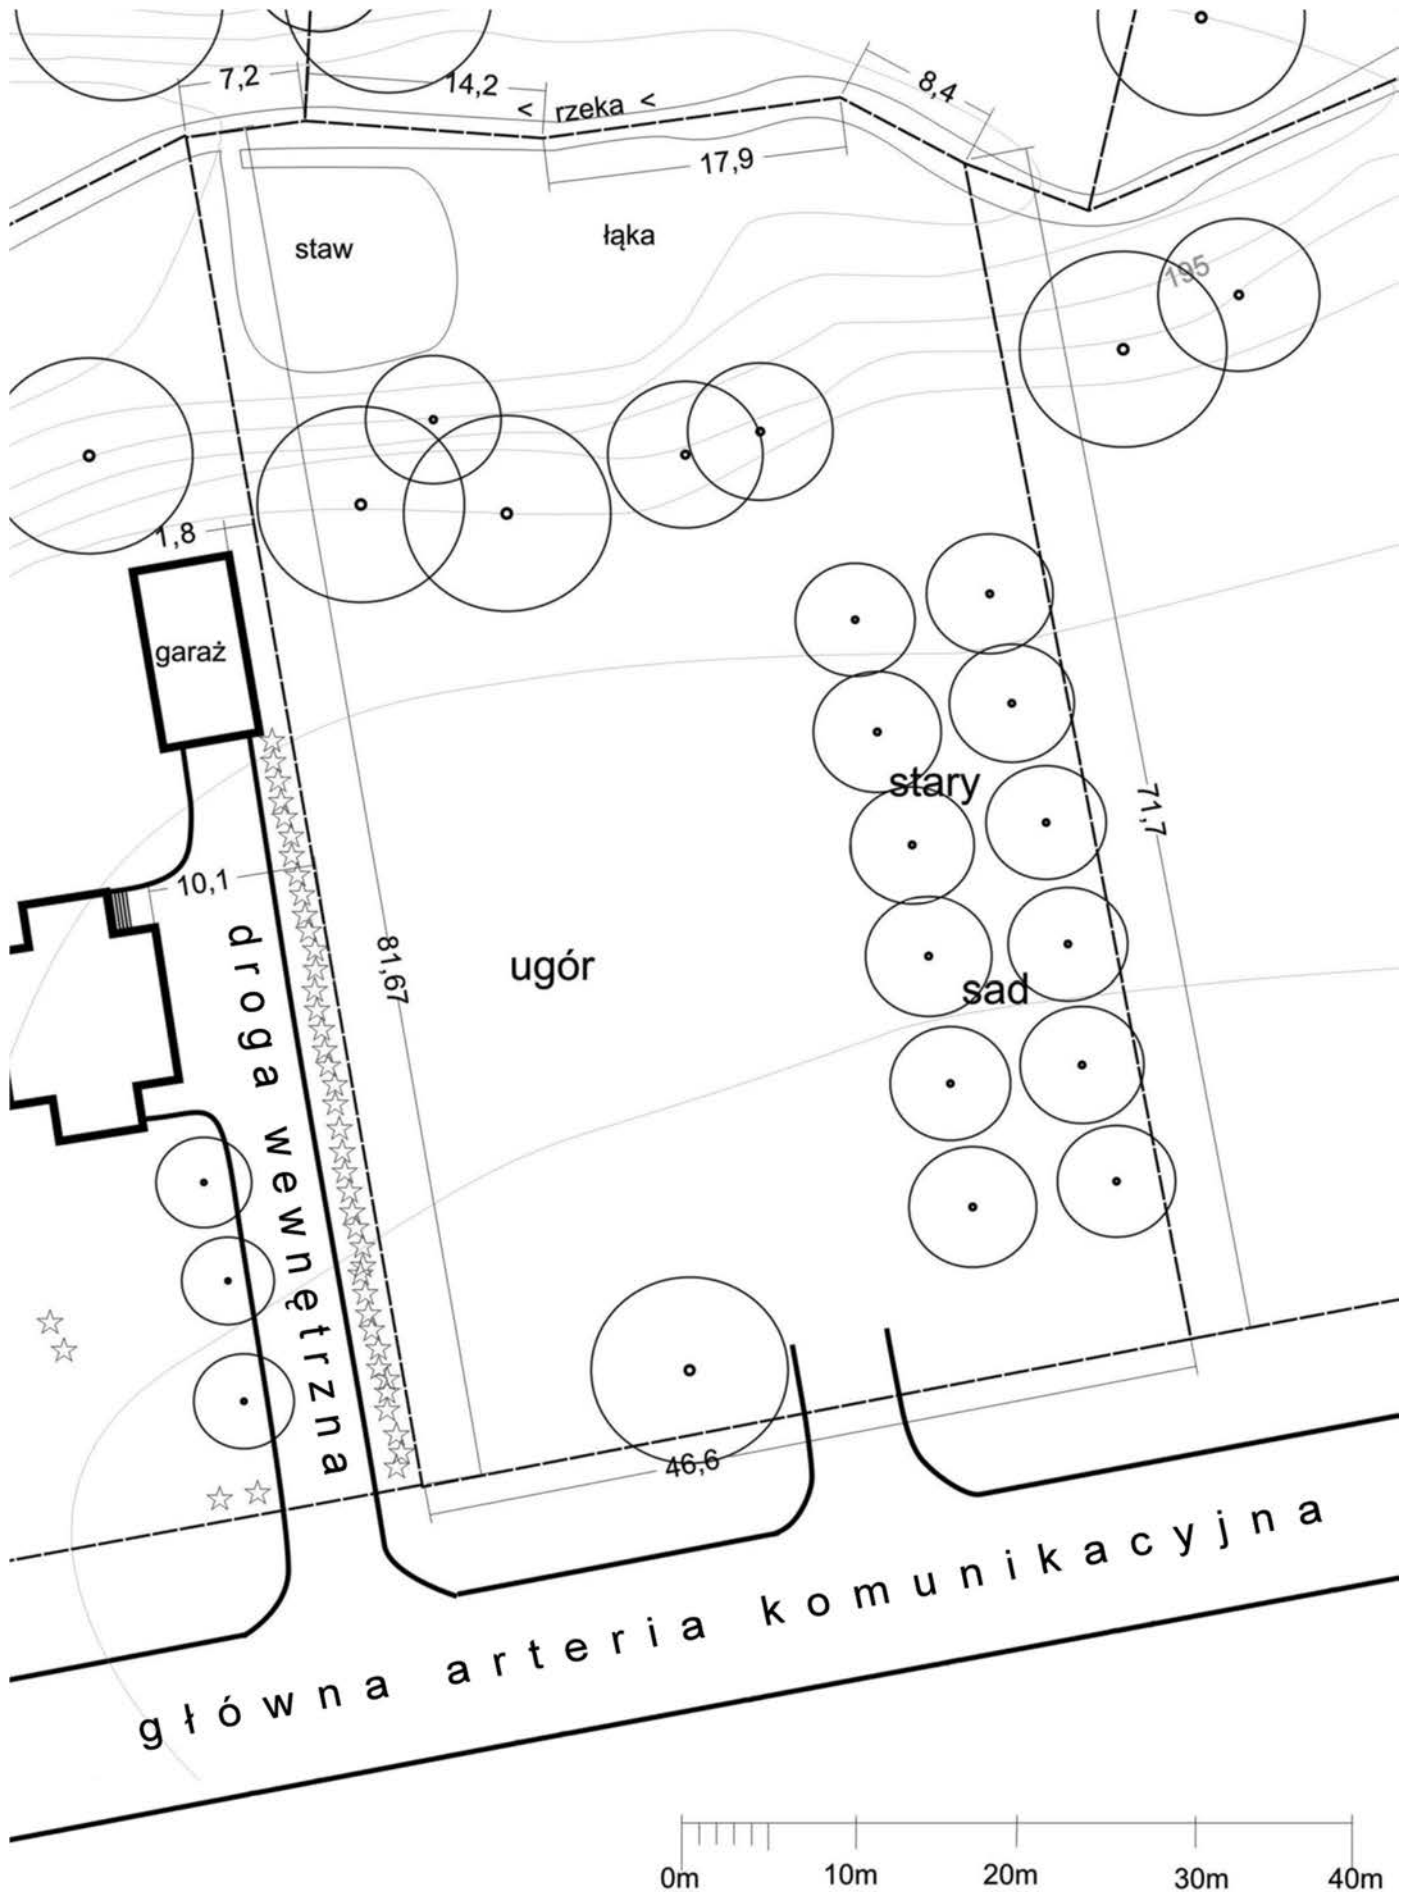 7,2
14,2
< rzeka <
8,4
17,9
staw
łąka
195
1,8
garaż
stary
71,7
10,1
droga wewnętrzna
81,67
ugór
sad
46,6
główna arteria komunikacyjna
0m 10m 20m 30m 40m